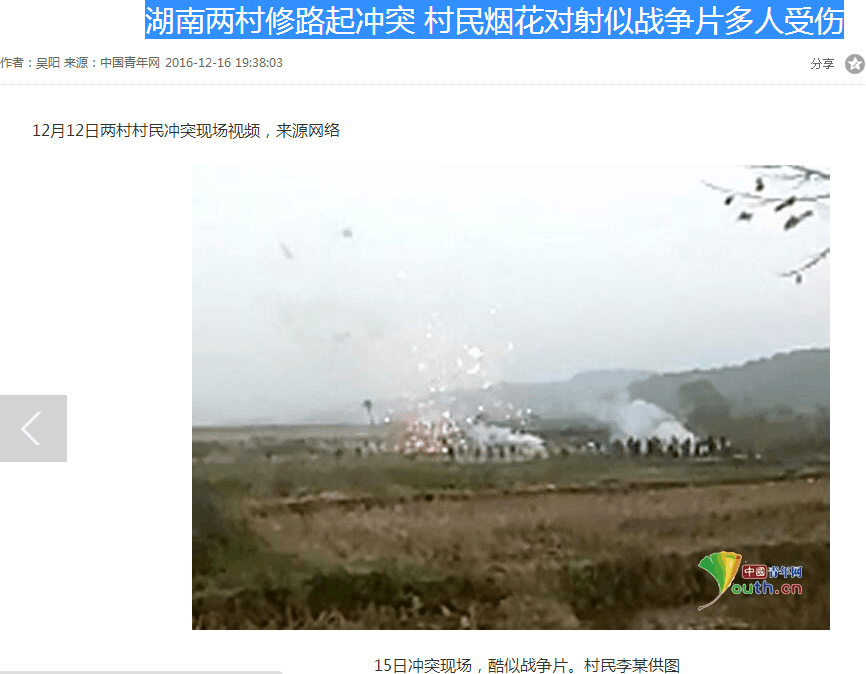 湖南两村修路起冲突 村民烟花对射似战争片多人受伤
作者：吴阳 来源：中国青年网 2016-12-16 19:38:03
分享
12月12日两村村民冲突现场视频，来源网络
中國青年网
Youth.cn
15日冲突现场，酷似战争片。村民李某供图